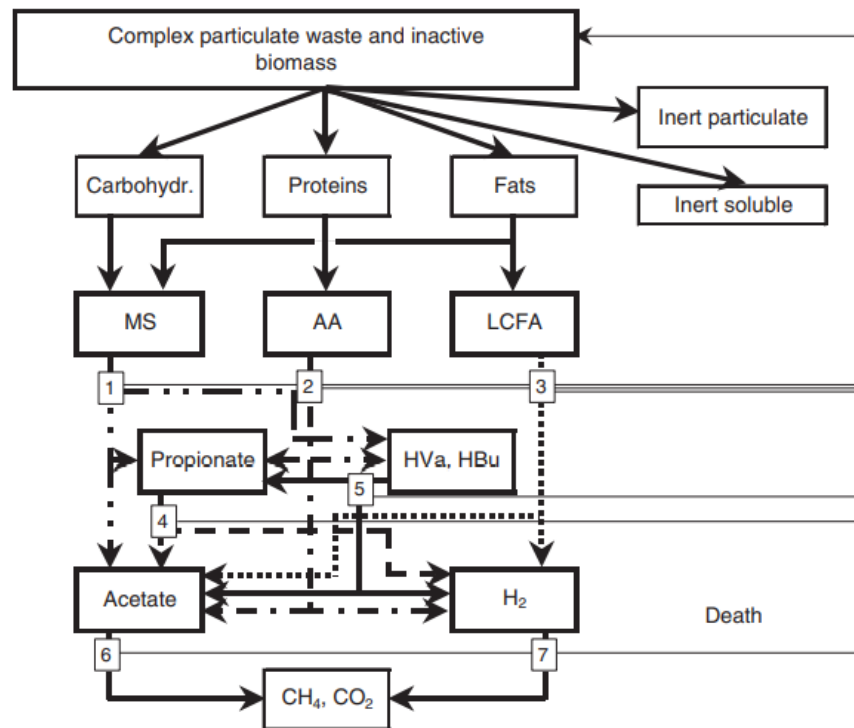 Complex particulate waste and inactive
biomass
Inert particulate
Carbohydr.
Proteins
Fats
Inert soluble
MS
AA
LCFA
1
2
3
Propionate
HVa, HBu
5
4
Acetate
H₂
Death
6
7
CH₄, CO₂